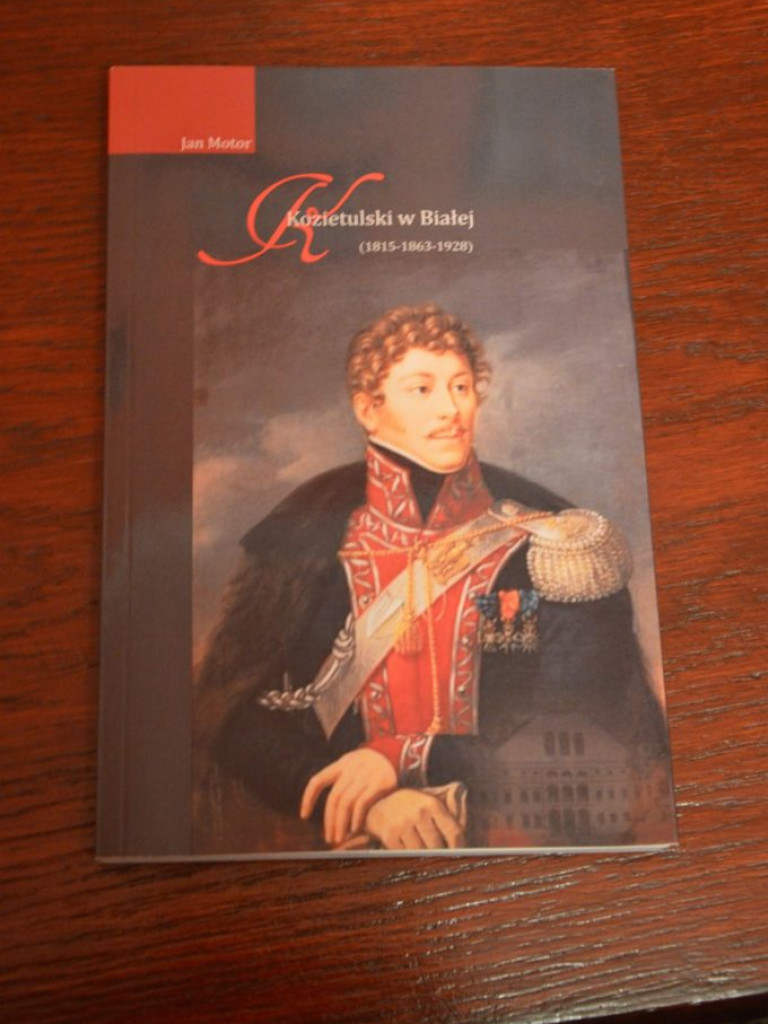 Jan Motor
K
Kozietulski w Białej
(1815-1863-1928)